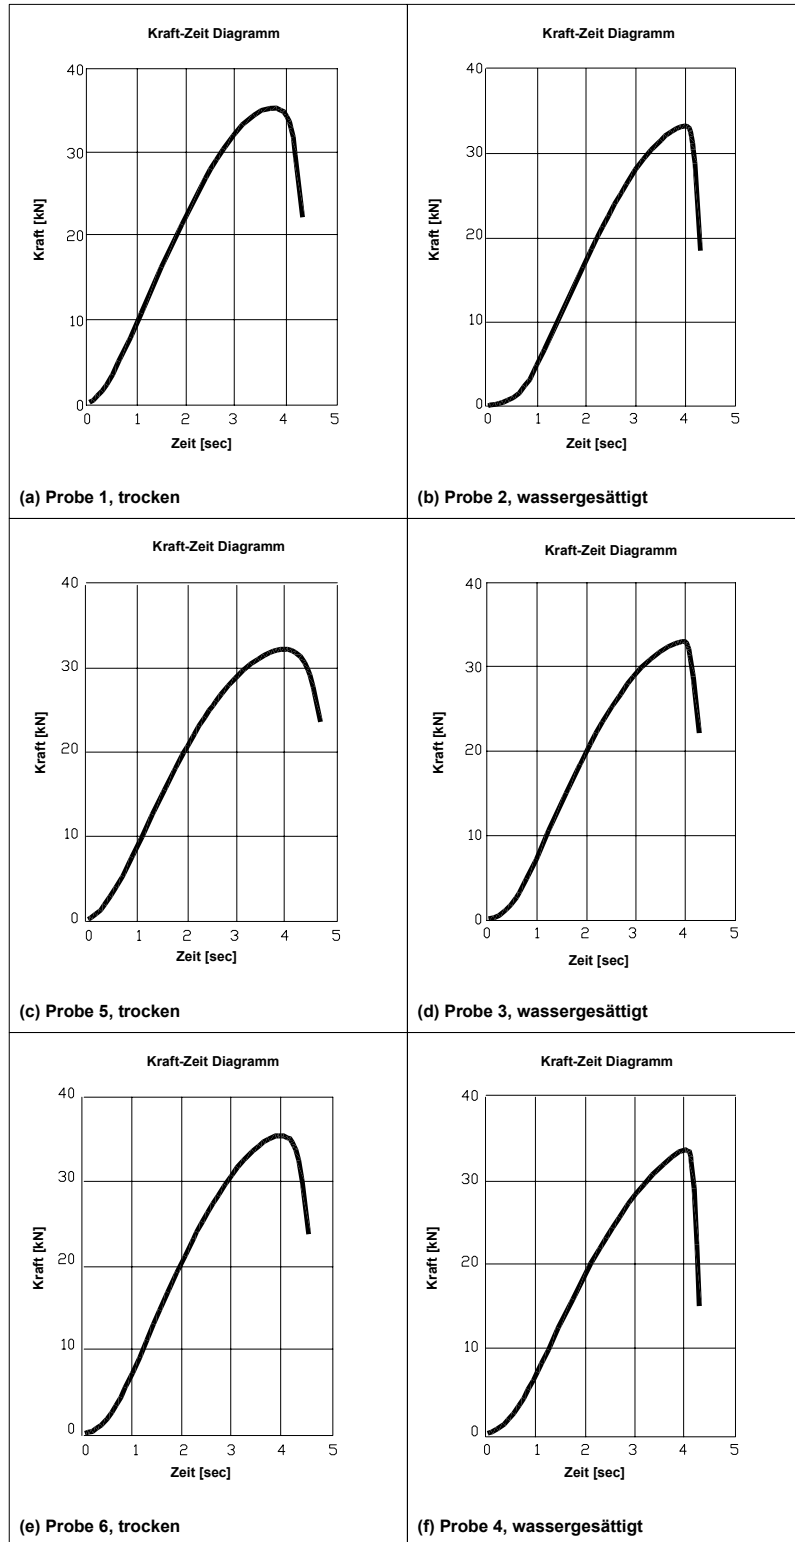 Kraft-Zeit Diagramm
40
30
20
10
0
Kraft [kN]
0 1 2 3 4 5
Zeit [sec]
(a) Probe 1, trocken
Kraft-Zeit Diagramm
40
30
20
10
0
Kraft [kN]
0 1 2 3 4 5
Zeit [sec]
(b) Probe 2, wassergesättigt
Kraft-Zeit Diagramm
40
30
20
10
0
Kraft [kN]
0 1 2 3 4 5
Zeit [sec]
(c) Probe 5, trocken
Kraft-Zeit Diagramm
40
30
20
10
0
Kraft [kN]
0 1 2 3 4 5
Zeit [sec]
(d) Probe 3, wassergesättigt
Kraft-Zeit Diagramm
40
30
20
10
0
Kraft [kN]
0 1 2 3 4 5
Zeit [sec]
(e) Probe 6, trocken
Kraft-Zeit Diagramm
40
30
20
10
0
Kraft [kN]
0 1 2 3 4 5
Zeit [sec]
(f) Probe 4, wassergesättigt